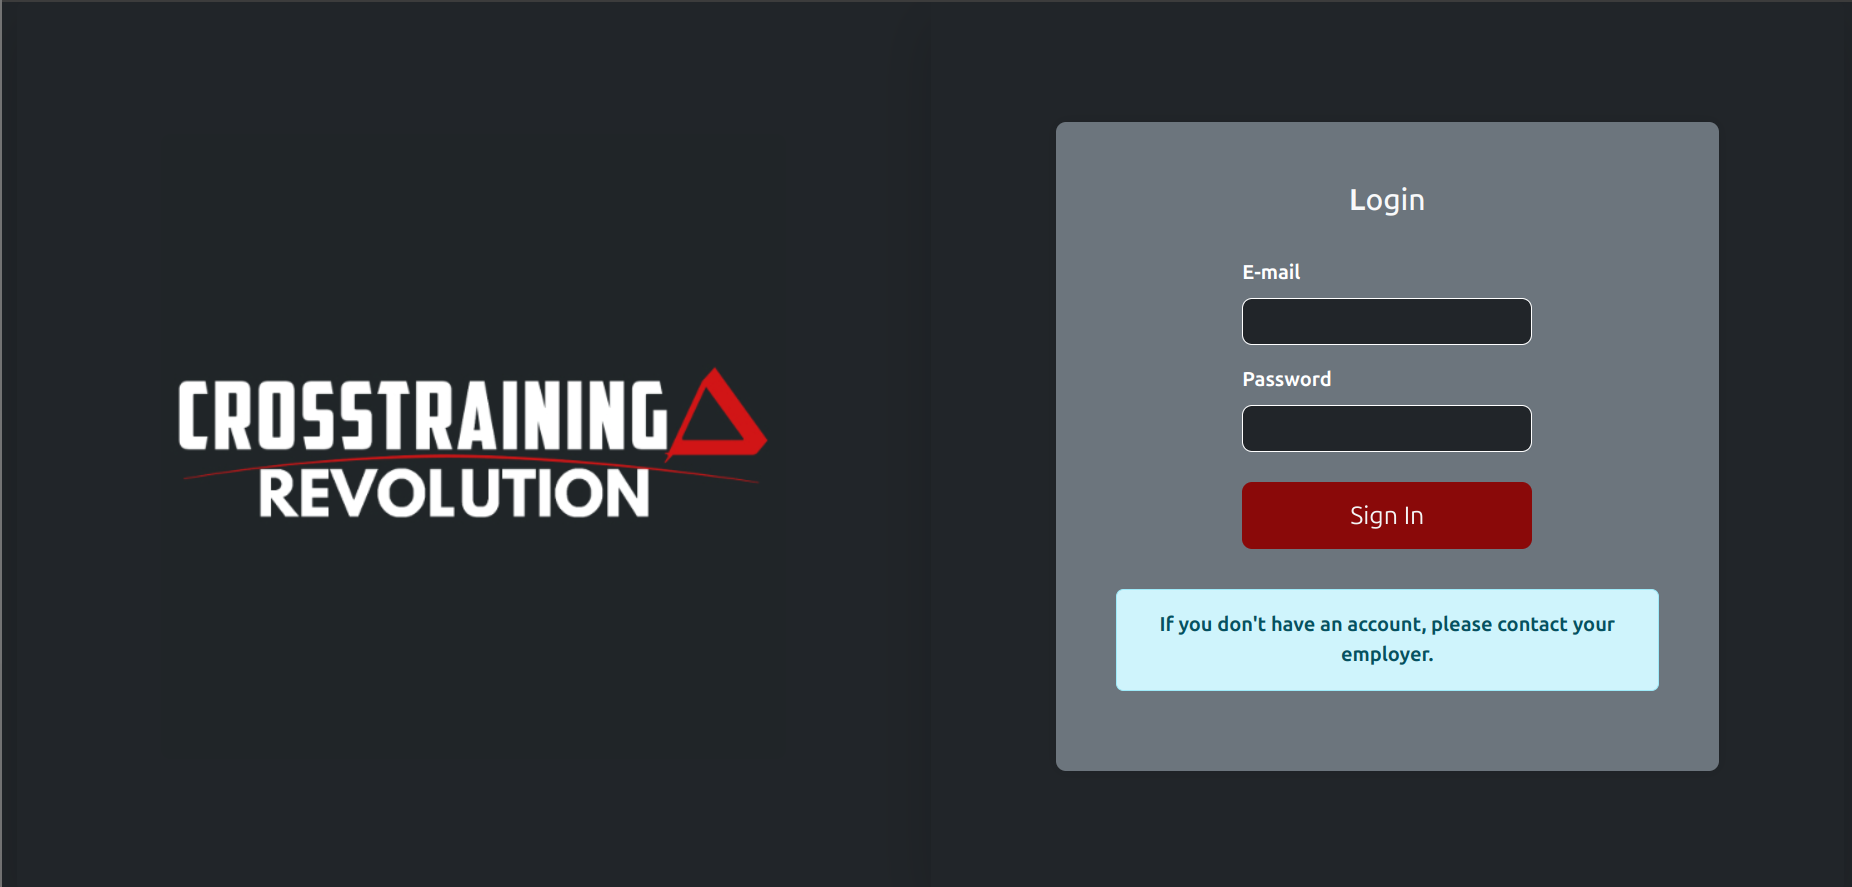 CROSSTRAINING
REVOLUTION
Login
E-mail
Password
Sign In
If you don't have an account, please contact your
employer.